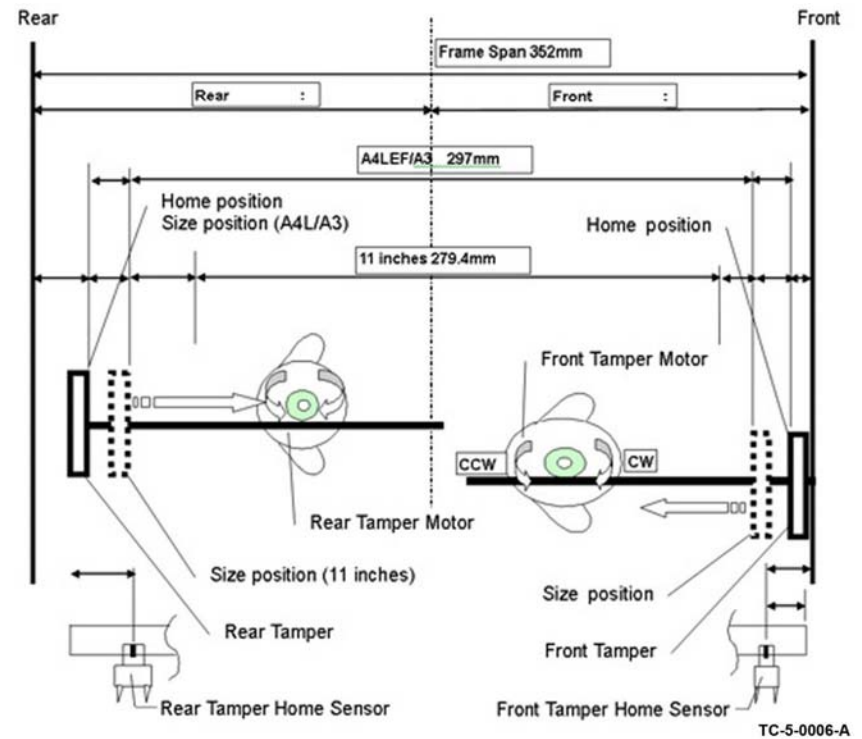 Rear
Front
Frame Span 352mm
Rear :
Front :
A4LEF/A3 297mm
Home position
Size position (A4L/A3)
Home position
11 inches 279.4mm
Front Tamper Motor
CCW
CW
Rear Tamper Motor
Size position (11 inches)
Size position
Rear Tamper
Front Tamper
Rear Tamper Home Sensor
Front Tamper Home Sensor
TC-5-0006-A